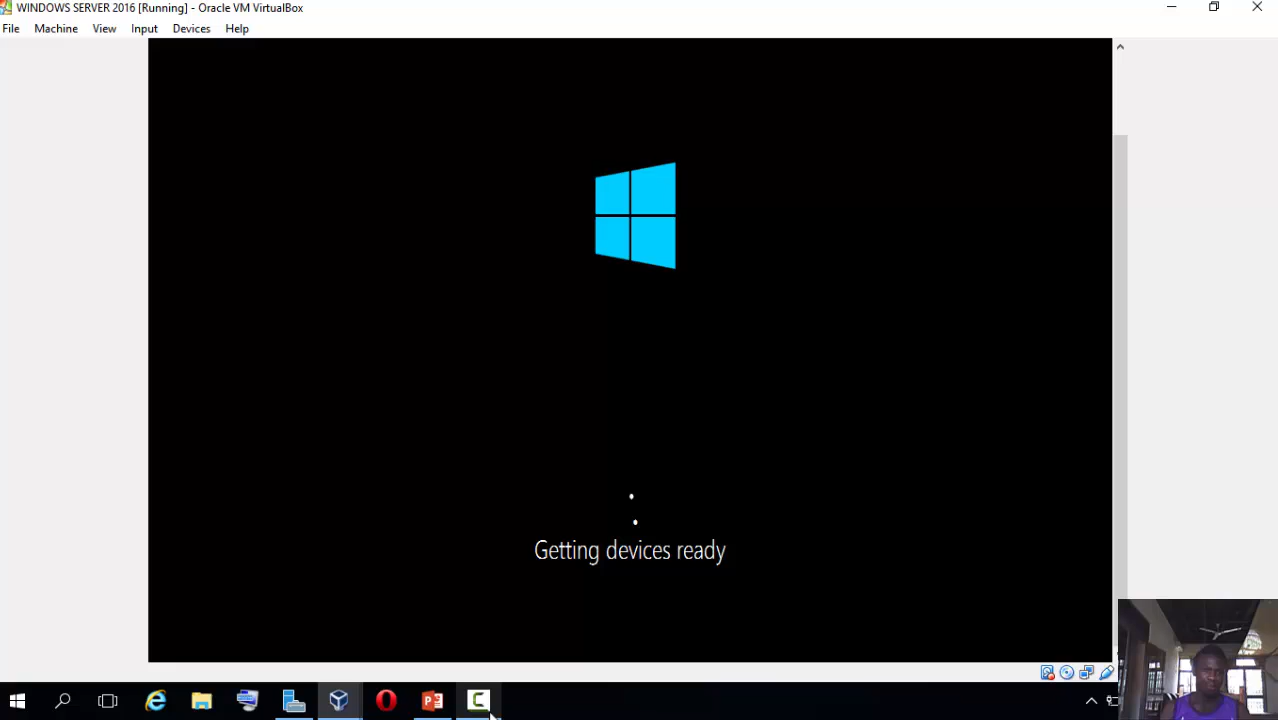 WINDOWS SERVER 2016 [Running] - Oracle VM VirtualBox
File Machine View Input Devices Help
Getting devices ready